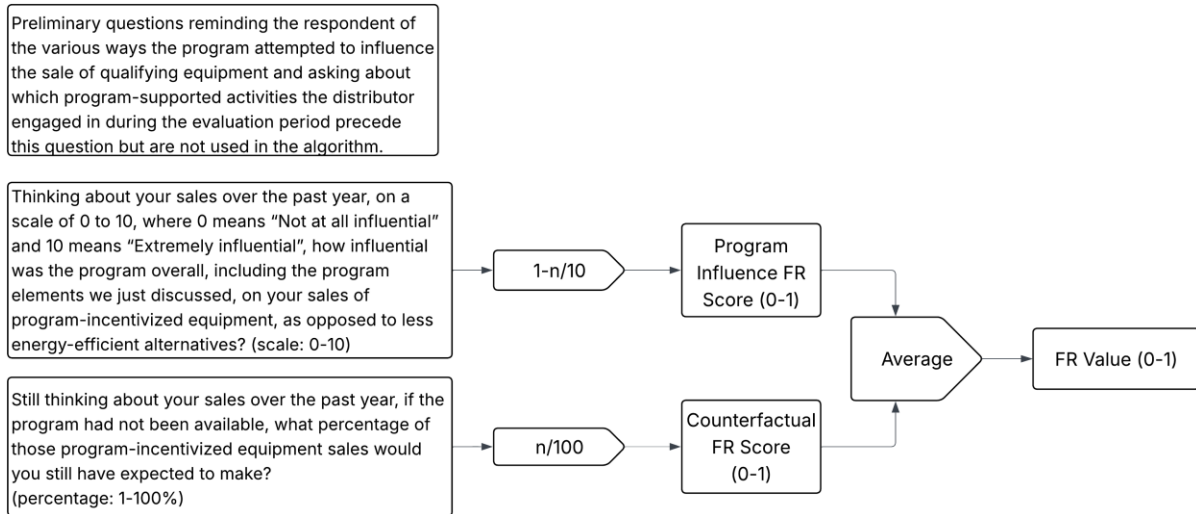 Preliminary questions reminding the respondent of
the various ways the program attempted to influence
the sale of qualifying equipment and asking about
which program-supported activities the distributor
engaged in during the evaluation period precede
this question but are not used in the algorithm.
Thinking about your sales over the past year, on a
scale of 0 to 10, where 0 means “Not at all influential”
and 10 means “Extremely influential”, how influential
was the program overall, including the program
elements we just discussed, on your sales of
program-incentivized equipment, as opposed to less
energy-efficient alternatives? (scale: 0-10)
1-n/10
Program
Influence FR
Score (0-1)
Still thinking about your sales over the past year, if the
program had not been available, what percentage of
those program-incentivized equipment sales would
you still have expected to make?
(percentage: 1-100%)
n/100
Counterfactual
FR Score
(0-1)
Average
FR Value (0-1)